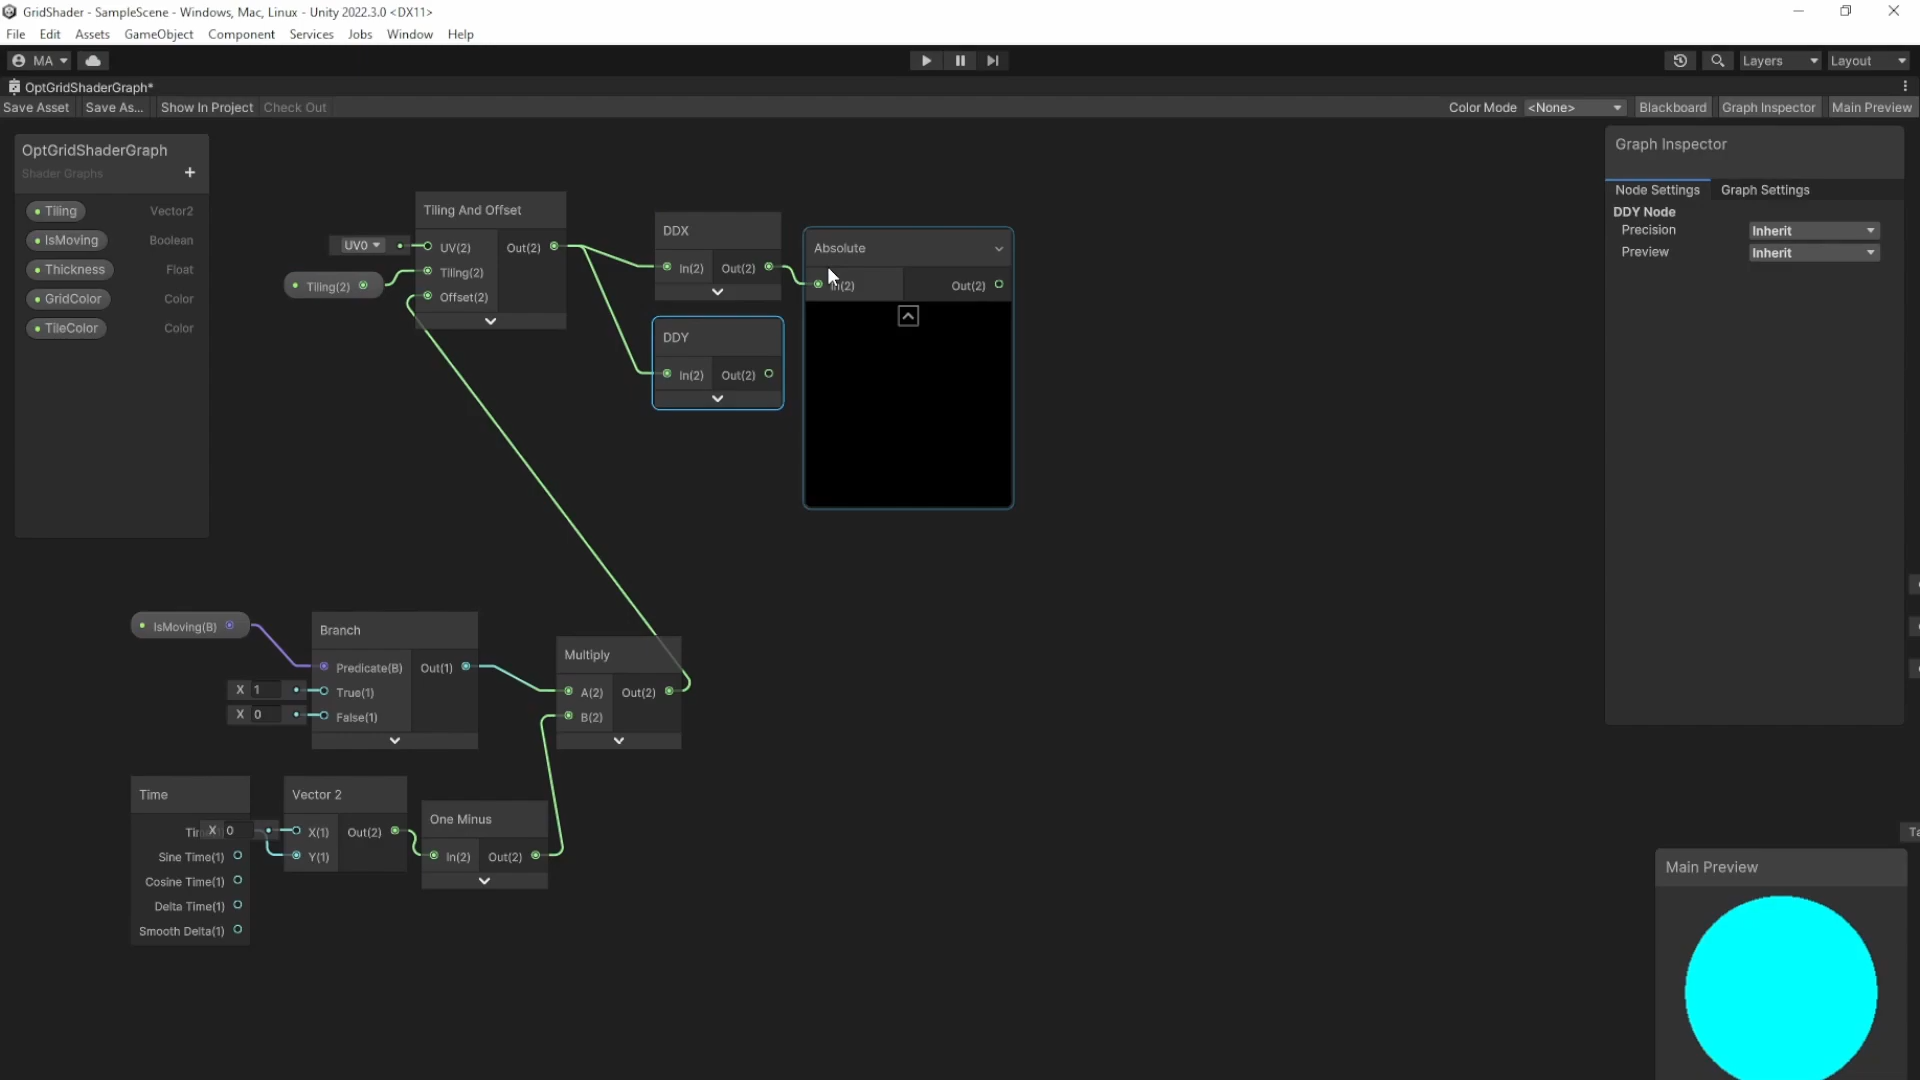 GridShader - SampleScene - Windows, Mac, Linux - Unity 2022.3.0 <DX11>
File Edit Assets GameObject Component Services Jobs Window Help
MA Layers Layout
OptGridShaderGraph*
Save Asset Save As... Show In Project Check Out Color Mode <None> Blackboard Graph Inspector Main Preview
OptGridShaderGraph
Shader Graphs +
Tiling Vector2
IsMoving Boolean
Thickness Float
GridColor Color
TileColor Color
Tiling And Offset
UV0 UV(2) Out(2)
Tiling(2) Tiling(2)
Offset(2)
DDX
In(2) Out(2)
DDY
In(2) Out(2)
Absolute
In(2) Out(2)
Graph Inspector
Node Settings Graph Settings
DDY Node
Precision Inherit
Preview Inherit
IsMoving(B)
Branch
Predicate(B) Out(1)
X 1 True(1)
X 0 False(1)
Multiply
A(2) Out(2)
B(2)
Time
X 0
Sine Time(1)
Cosine Time(1)
Delta Time(1)
Smooth Delta(1)
Vector 2
X(1) Out(2)
Y(1)
One Minus
In(2) Out(2)
Main Preview